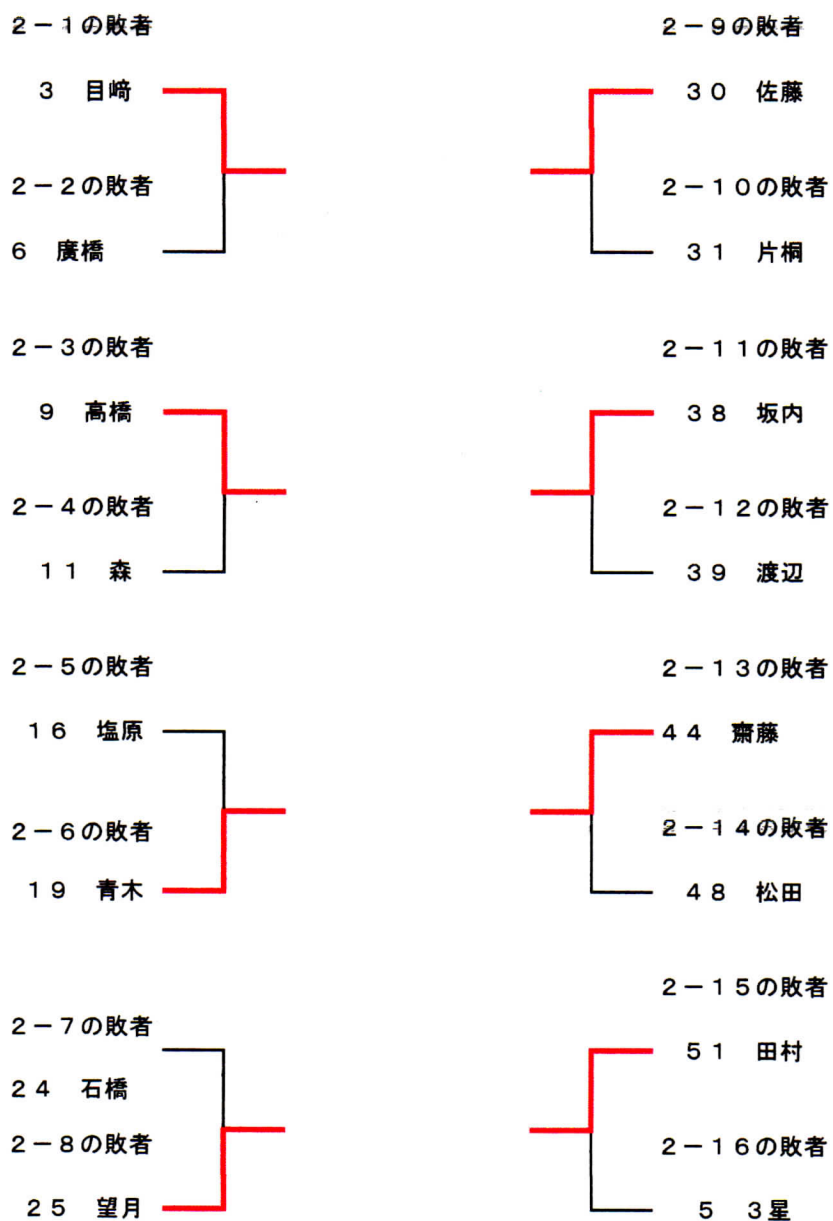 2－1の敗者
3 目﨑
2－2の敗者
6 廣橋
2－3の敗者
9 高橋
2－4の敗者
11 森
2－5の敗者
16 塩原
2－6の敗者
19 青木
2－7の敗者
24 石橋
2－8の敗者
25 望月
2－9の敗者
30 佐藤
2－10の敗者
31 片桐
2－11の敗者
38 坂内
2－12の敗者
39 渡辺
2－13の敗者
44 齋藤
2－14の敗者
48 松田
2－15の敗者
51 田村
2－16の敗者
5 3星